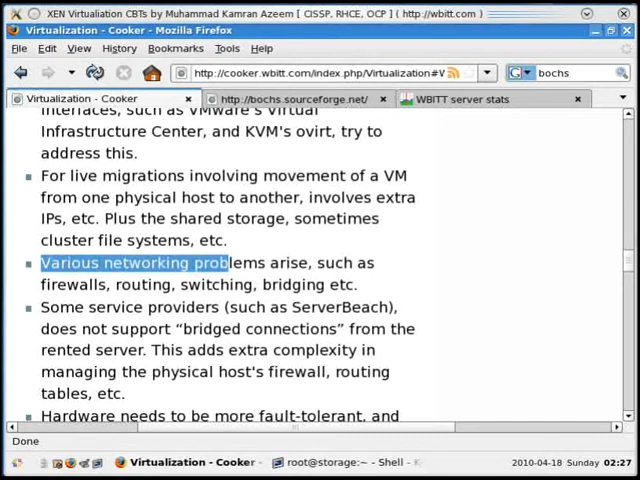 XEN Virtualiation CBTs by Muhammad Kamran Azeem [ CISSP, RHCE, OCP ] ( http://wbitt.com )
Virtualization - Cooker - Mozilla Firefox
File Edit View History Bookmarks Tools Help
http://cooker.wbitt.com/index.php/Virtualization#V
bochs
Virtualization - Cooker
http://bochs.sourceforge.net/
WBITT server stats
interfaces, such as VMware's Virtual
Infrastructure Center, and KVM's ovirt, try to
address this.
For live migrations involving movement of a VM
from one physical host to another, involves extra
IPs, etc. Plus the shared storage, sometimes
cluster file systems, etc.
Various networking problems arise, such as
firewalls, routing, switching, bridging etc.
Some service providers (such as ServerBeach),
does not support “bridged connections” from the
rented server. This adds extra complexity in
managing the physical host's firewall, routing
tables, etc.
Hardware needs to be more fault-tolerant, and
Done
Virtualization - Cooker -
root@storage:~ - Shell -
2010-04-18 Sunday 02:27